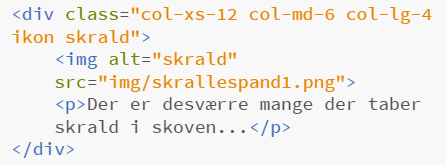 <div class="col-xs-12 col-md-6 col-lg-4
ikon skrald">
<img alt="skrald"
src="img/skrallespand1.png">
<p>Der er desværre mange der taber
skrald i skoven...</p>
</div>